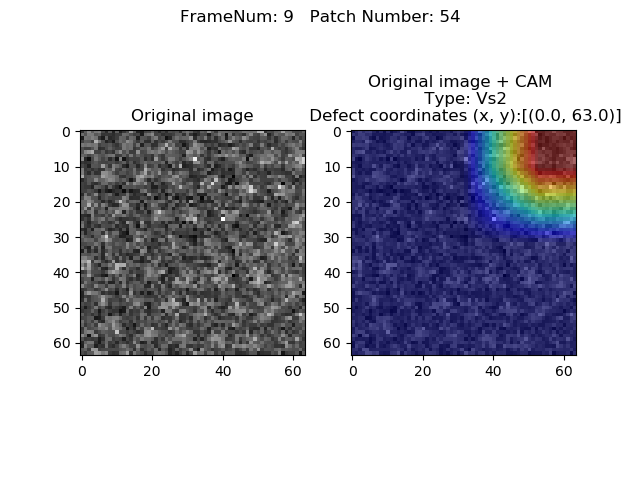 FrameNum: 9   Patch Number: 54
Original image
0
10
20
30
40
50
60
0 20 40 60
Original image + CAM
Type: Vs2
Defect coordinates (x, y):[(0.0, 63.0)]
0
10
20
30
40
50
60
0 20 40 60